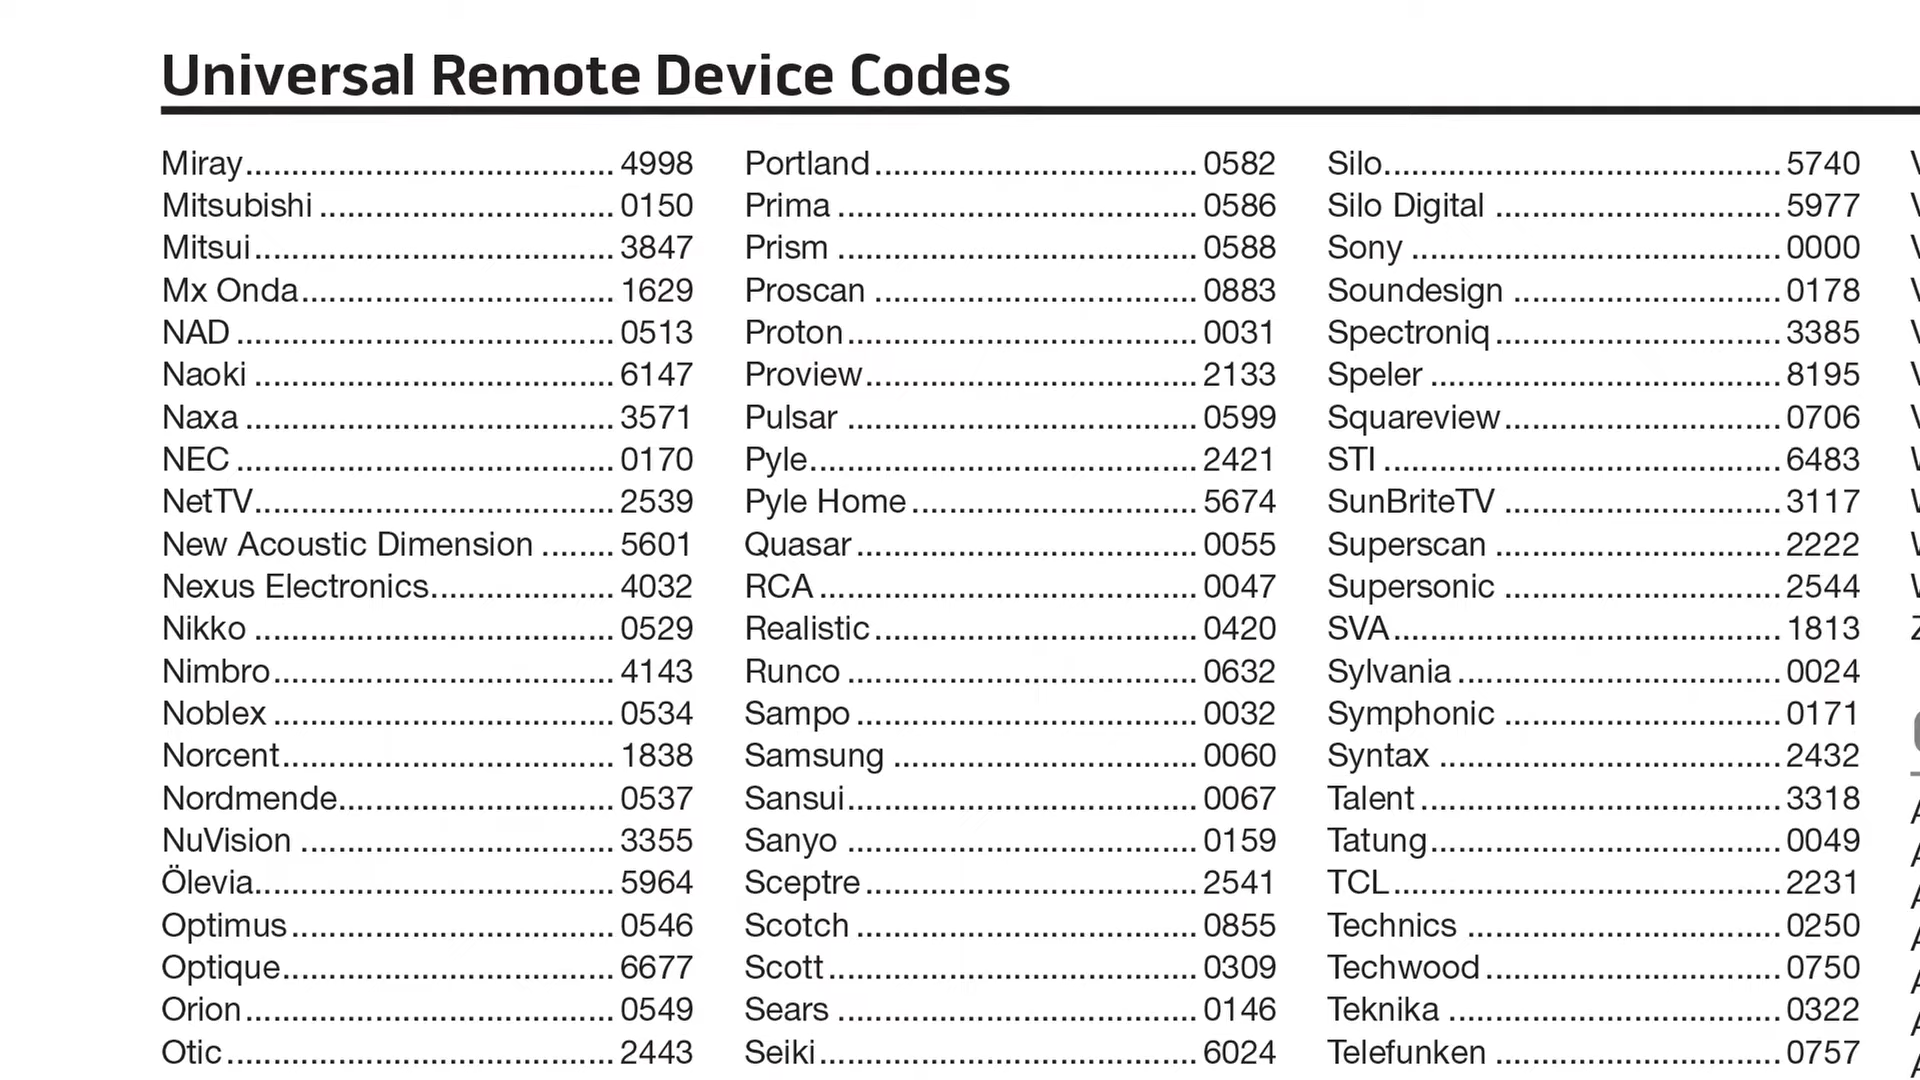 Universal Remote Device Codes
Miray 4998
Mitsubishi 0150
Mitsui 3847
Mx Onda 1629
NAD 0513
Naoki 6147
Naxa 3571
NEC 0170
NetTV 2539
New Acoustic Dimension 5601
Nexus Electronics 4032
Nikko 0529
Nimbro 4143
Noblex 0534
Norcent 1838
Nordmende 0537
NuVision 3355
Ölevia 5964
Optimus 0546
Optique 6677
Orion 0549
Otic 2443
Portland 0582
Prima 0586
Prism 0588
Proscan 0883
Proton 0031
Proview 2133
Pulsar 0599
Pyle 2421
Pyle Home 5674
Quasar 0055
RCA 0047
Realistic 0420
Runco 0632
Sampo 0032
Samsung 0060
Sansui 0067
Sanyo 0159
Sceptre 2541
Scotch 0855
Scott 0309
Sears 0146
Seiki 6024
Silo 5740
Silo Digital 5977
Sony 0000
Soundesign 0178
Spectroniq 3385
Speler 8195
Squareview 0706
STI 6483
SunBriteTV 3117
Superscan 2222
Supersonic 2544
SVA 1813
Sylvania 0024
Symphonic 0171
Syntax 2432
Talent 3318
Tatung 0049
TCL 2231
Technics 0250
Techwood 0750
Teknika 0322
Telefunken 0757